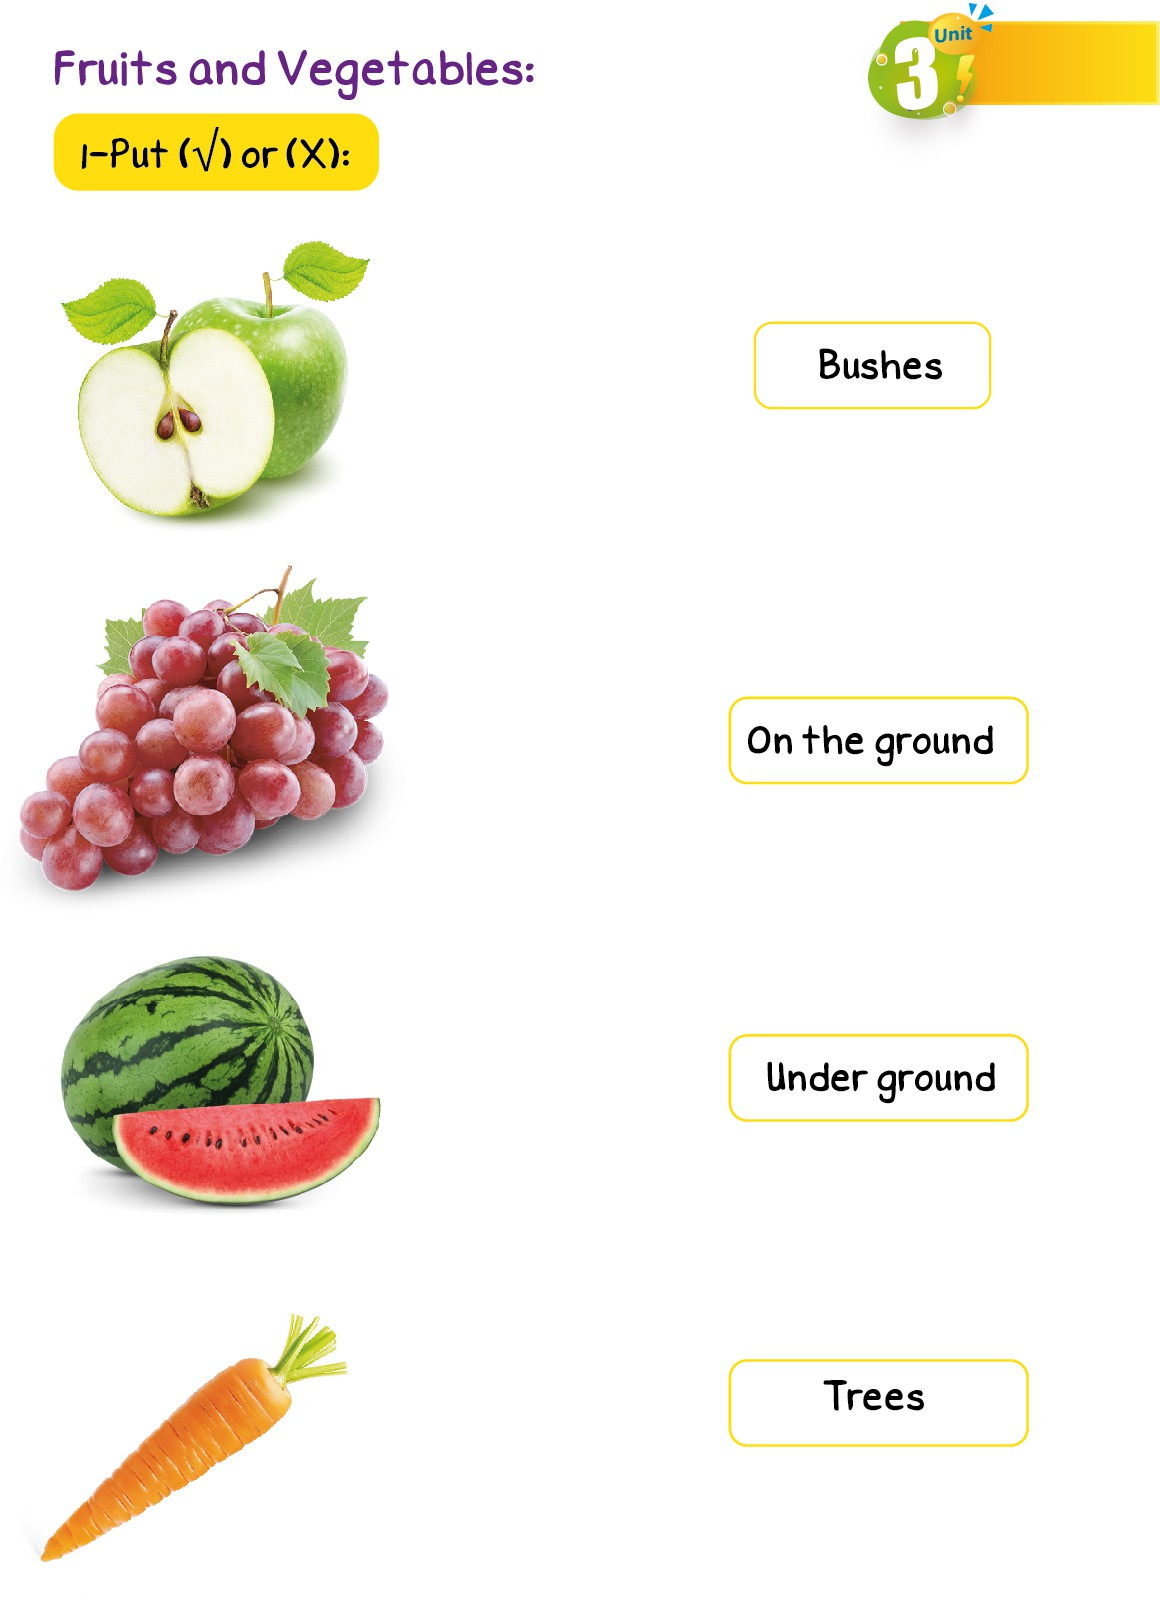 Fruits and Vegetables:
Unit
3
1-Put (√) or (X):
Bushes
On the ground
Under ground
Trees